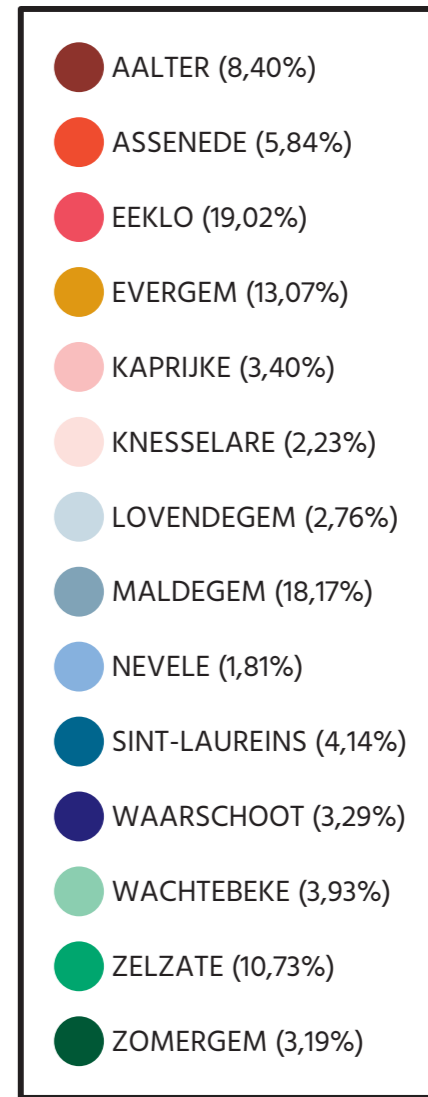 AALTER (8,40%)
ASSENEDE (5,84%)
EEKLO (19,02%)
EVERGEM (13,07%)
KAPRIJKE (3,40%)
KNESSELARE (2,23%)
LOVENDEGEM (2,76%)
MALDEGEM (18,17%)
NEVELE (1,81%)
SINT-LAUREINS (4,14%)
WAARSCHOOT (3,29%)
WACHTEBEKE (3,93%)
ZELZATE (10,73%)
ZOMERGEM (3,19%)